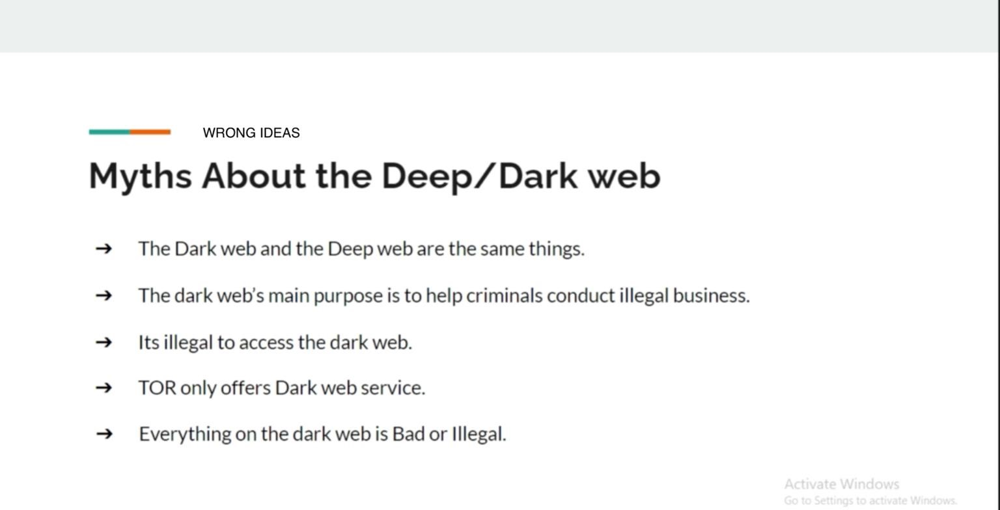 WRONG IDEAS
Myths About the Deep/Dark web
➔ The Dark web and the Deep web are the same things.
➔ The dark web’s main purpose is to help criminals conduct illegal business.
➔ Its illegal to access the dark web.
➔ TOR only offers Dark web service.
➔ Everything on the dark web is Bad or Illegal.
Activate Windows
Go to Settings to activate Windows.